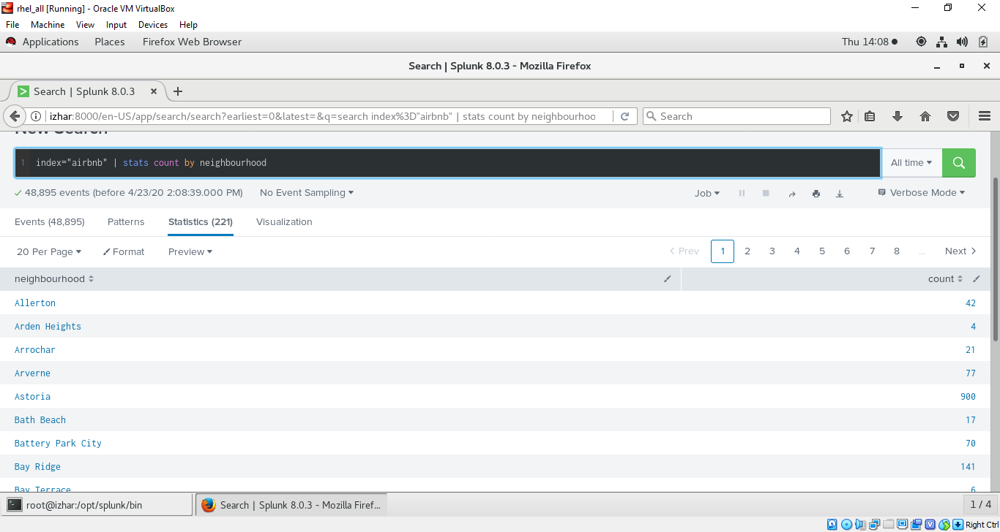 rhel_all [Running] - Oracle VM VirtualBox
File Machine View Input Devices Help
Applications Places Firefox Web Browser Thu 14:08
Search | Splunk 8.0.3 - Mozilla Firefox
Search | Splunk 8.0.3
izhar:8000/en-US/app/search/search?earliest=0&latest=&q=search index%3D"airbnb" | stats count by neighbourhoo Search
New Search
1 index="airbnb" | stats count by neighbourhood All time
48,895 events (before 4/23/20 2:08:39.000 PM) No Event Sampling Job Verbose Mode
Events (48,895) Patterns Statistics (221) Visualization
20 Per Page Format Preview < Prev 1 2 3 4 5 6 7 8 ... Next >
neighbourhood count
Allerton 42
Arden Heights 4
Arrochar 21
Arverne 77
Astoria 900
Bath Beach 17
Battery Park City 70
Bay Ridge 141
Bay Terrace 6
root@izhar:/opt/splunk/bin Search | Splunk 8.0.3 - Mozilla Firef... 1 / 4
Right Ctrl